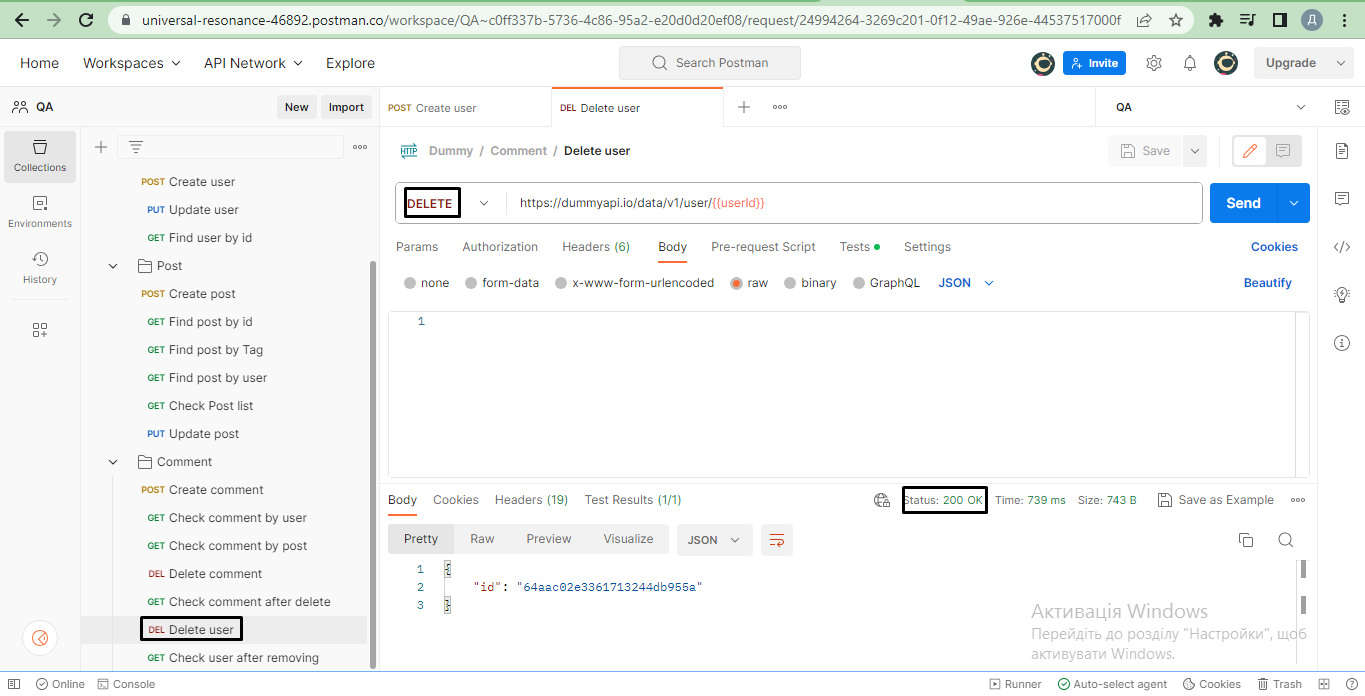 universal-resonance-46892.postman.co/workspace/QA~c0ff337b-5736-4c86-95a2-e20d0d20ef08/request/24994264-3269c201-0f12-49ae-926e-44537517000f
Д
Home Workspaces API Network Explore Search Postman Invite Upgrade
QA New Import POST Create user DEL Delete user QA
Collections
Environments
History
POST Create user
PUT Update user
GET Find user by id
Post
POST Create post
GET Find post by id
GET Find post by Tag
GET Find post by user
GET Check Post list
PUT Update post
Comment
POST Create comment
GET Check comment by user
GET Check comment by post
DEL Delete comment
GET Check comment after delete
DEL Delete user
GET Check user after removing
HTTP Dummy / Comment / Delete user Save
DELETE https://dummyapi.io/data/v1/user/{{userId}} Send
Params Authorization Headers (6) Body Pre-request Script Tests Settings Cookies
none form-data x-www-form-urlencoded raw binary GraphQL JSON Beautify
1
Body Cookies Headers (19) Test Results (1/1) Status: 200 OK Time: 739 ms Size: 743 B Save as Example
Pretty Raw Preview Visualize JSON
1 {
2 "id": "64aac02e3361713244db955a"
3 }
Активація Windows
Перейдіть до розділу "Настройки", щоб
активувати Windows.
Online Console Runner Auto-select agent Cookies Trash